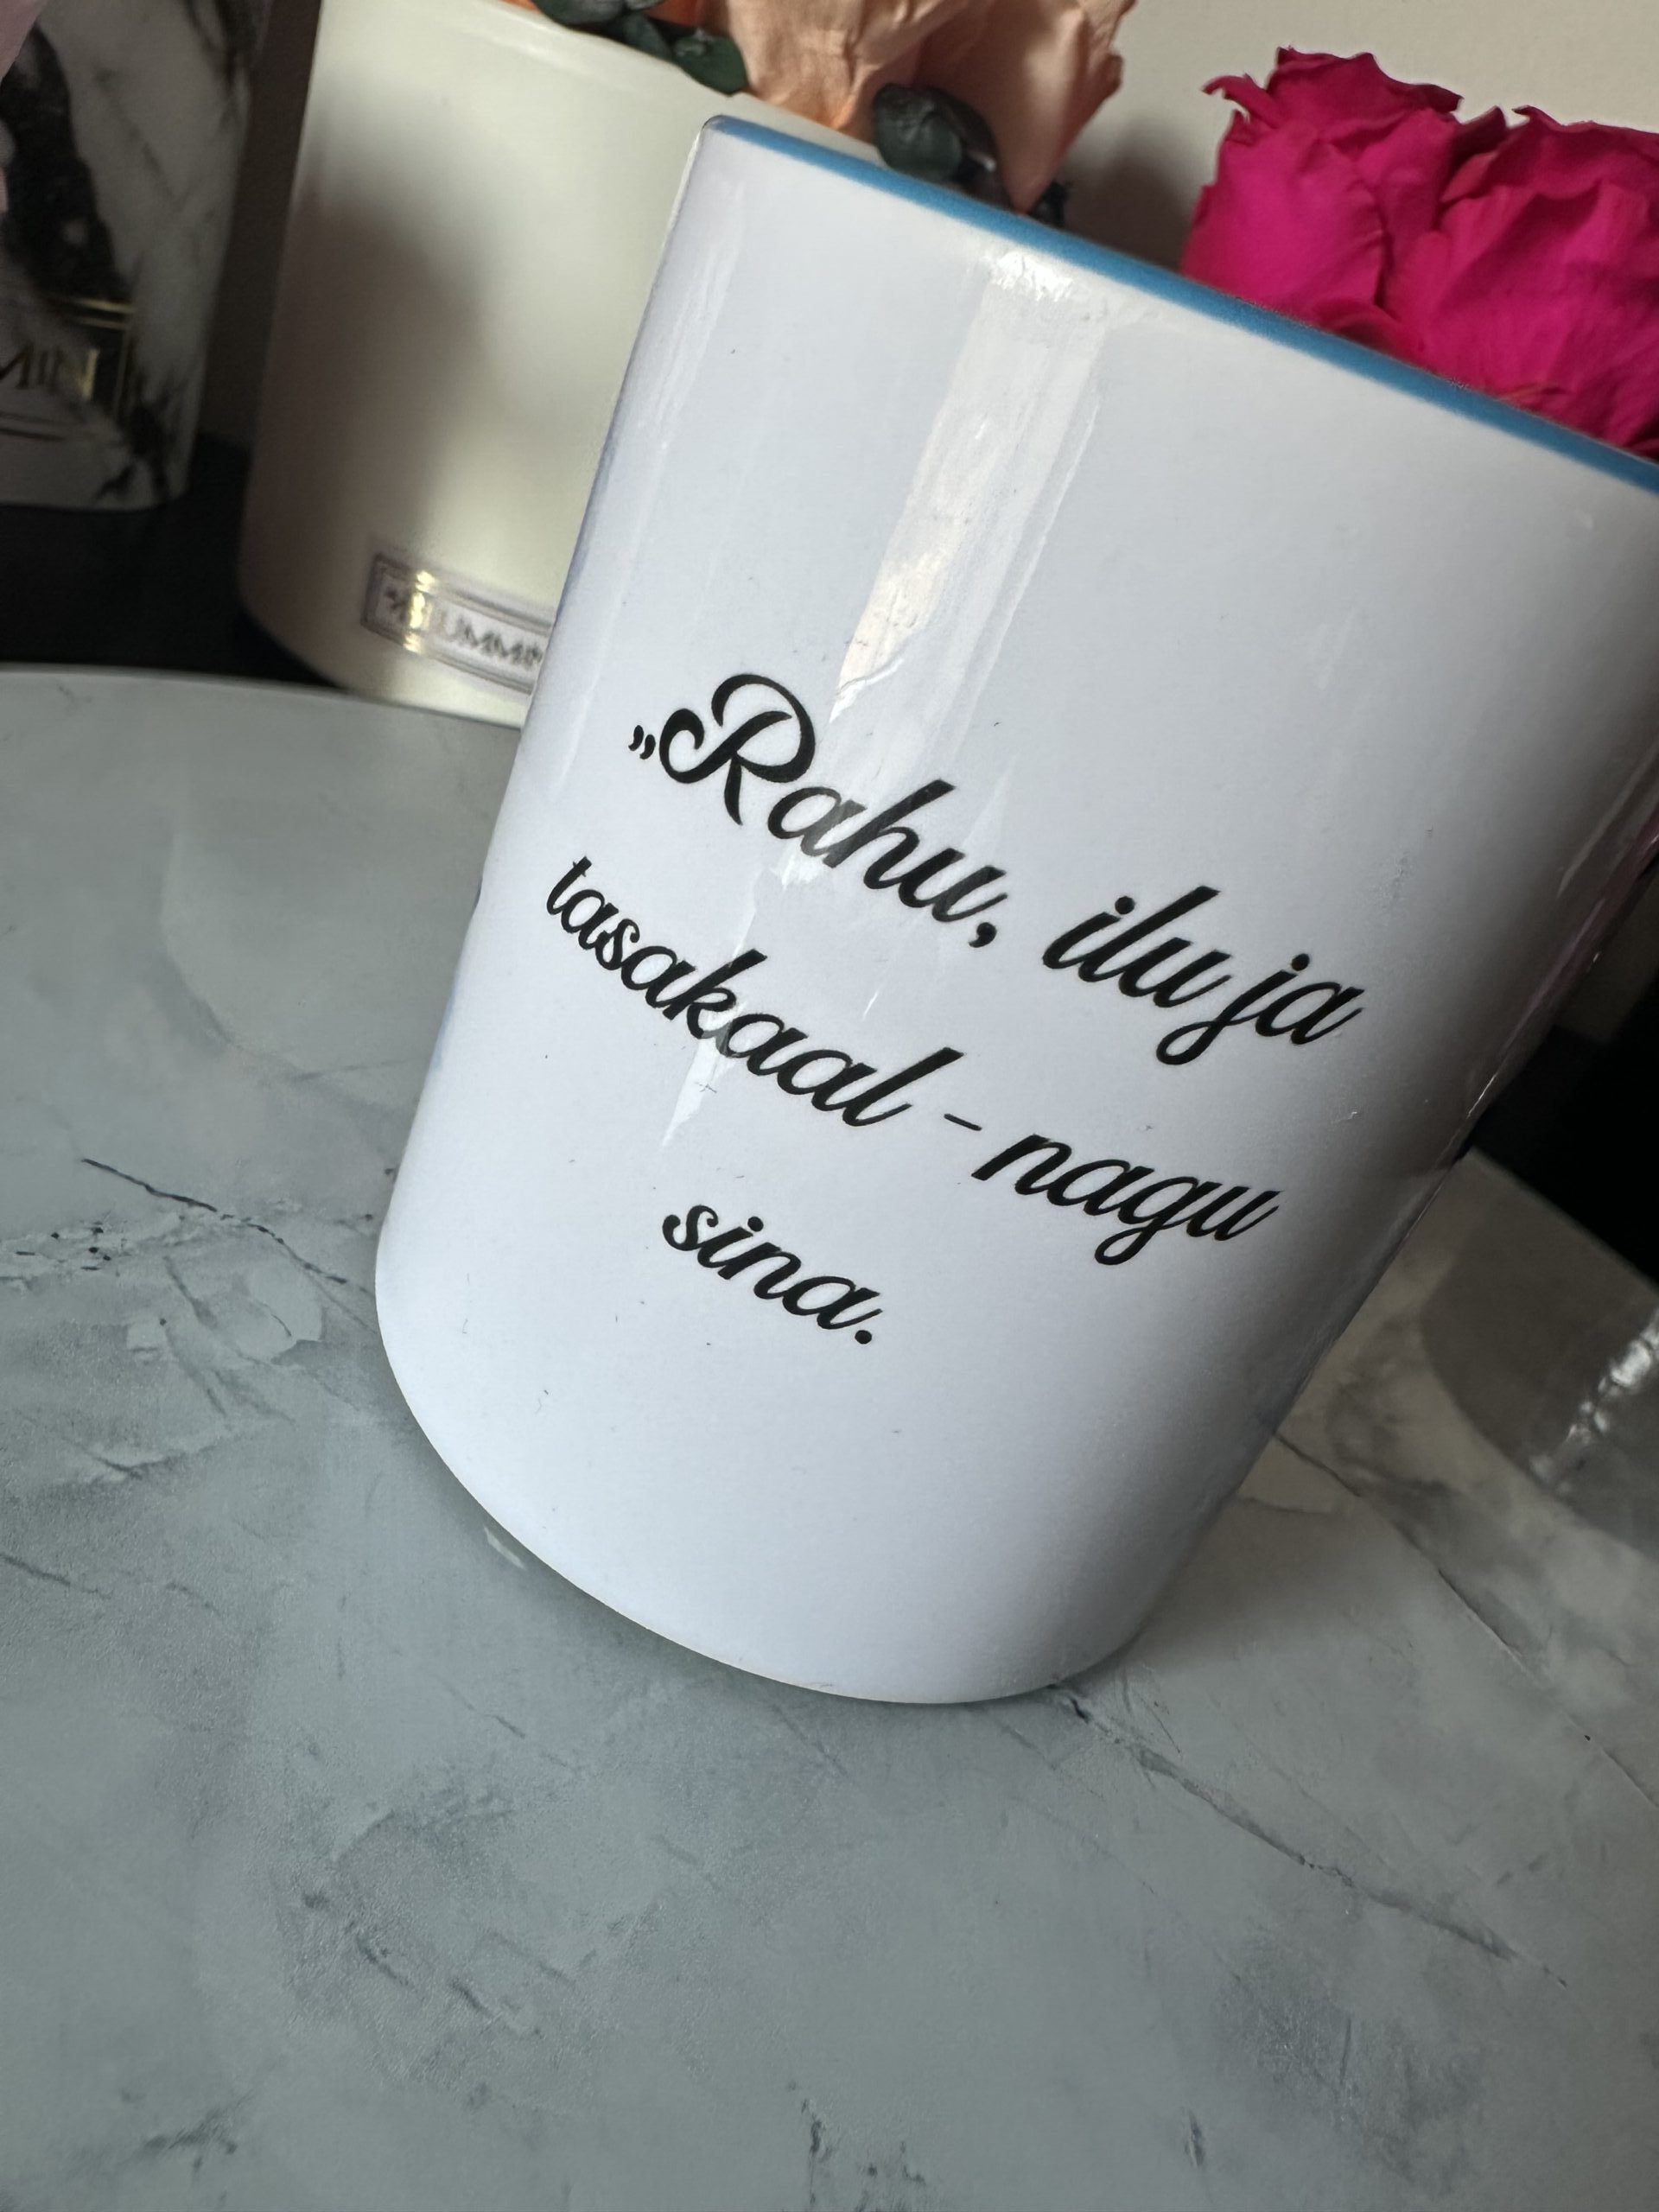 „Rahu, ilu ja
tasakaal - nagu
sina.